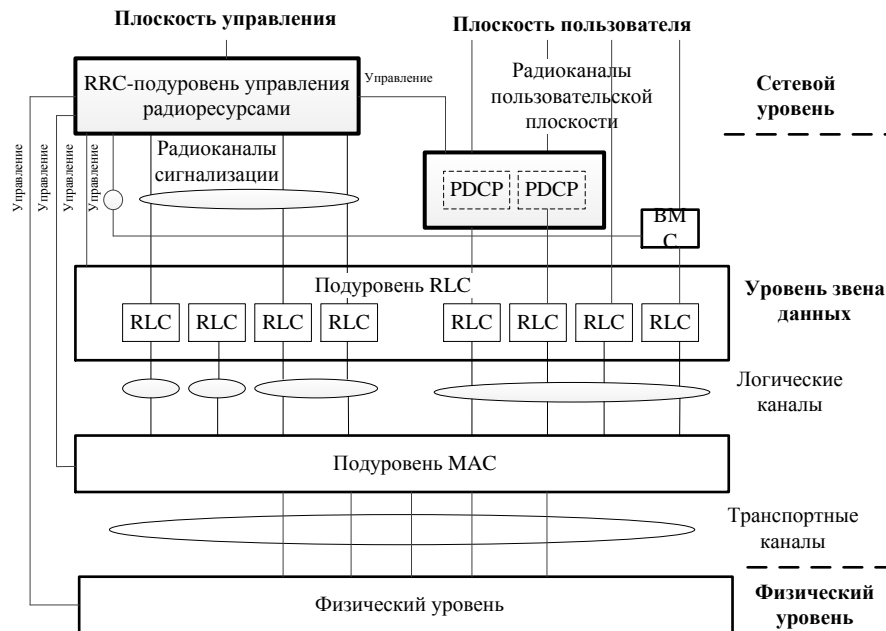 Плоскость управления
Плоскость пользователя
RRC-подуровень управления
радиоресурсами
Управление
Радиоканалы
пользовательской
плоскости
Сетевой
уровень
Управление
Управление
Управление
Управление
Радиоканалы
сигнализации
PDCP
PDCP
BM
C
Подуровень RLC
RLC
RLC
RLC
RLC
RLC
RLC
RLC
RLC
Уровень звена
данных
Логические
каналы
Подуровень MAC
Транспортные
каналы
Физический уровень
Физический
уровень